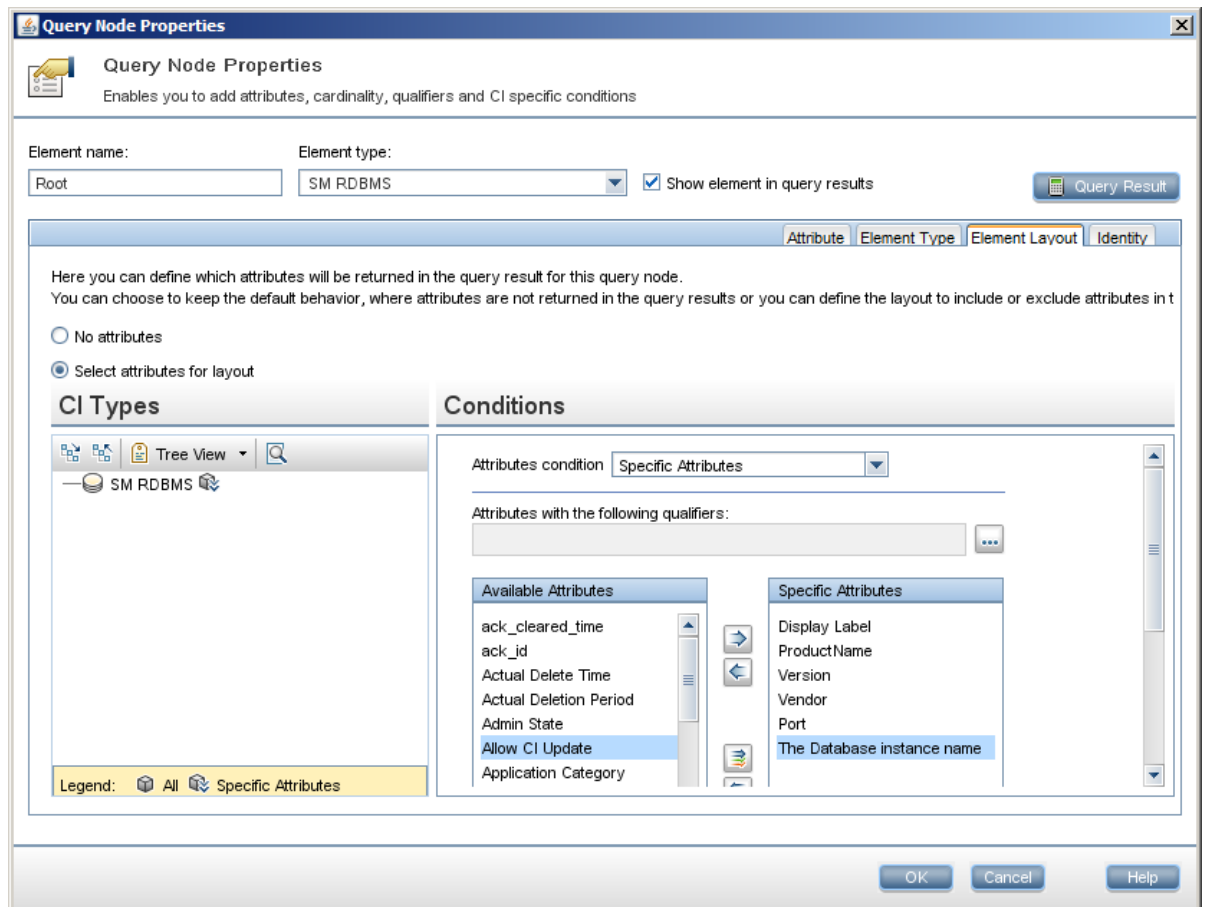 Query Node Properties
Query Node Properties
Enables you to add attributes, cardinality, qualifiers and CI specific conditions
Element name:
Element type:
Root
SM RDBMS
Show element in query results
Query Result
Attribute
Element Type
Element Layout
Identity
Here you can define which attributes will be returned in the query result for this query node.
You can choose to keep the default behavior, where attributes are not returned in the query results or you can define the layout to include or exclude attributes in t
No attributes
Select attributes for layout
CI Types
Conditions
Tree View
SM RDBMS
Legend: All Specific Attributes
Attributes condition
Specific Attributes
Attributes with the following qualifiers:
...
Available Attributes
ack_cleared_time
ack_id
Actual Delete Time
Actual Deletion Period
Admin State
Allow CI Update
Application Category
Specific Attributes
Display Label
ProductName
Version
Vendor
Port
The Database instance name
OK
Cancel
Help